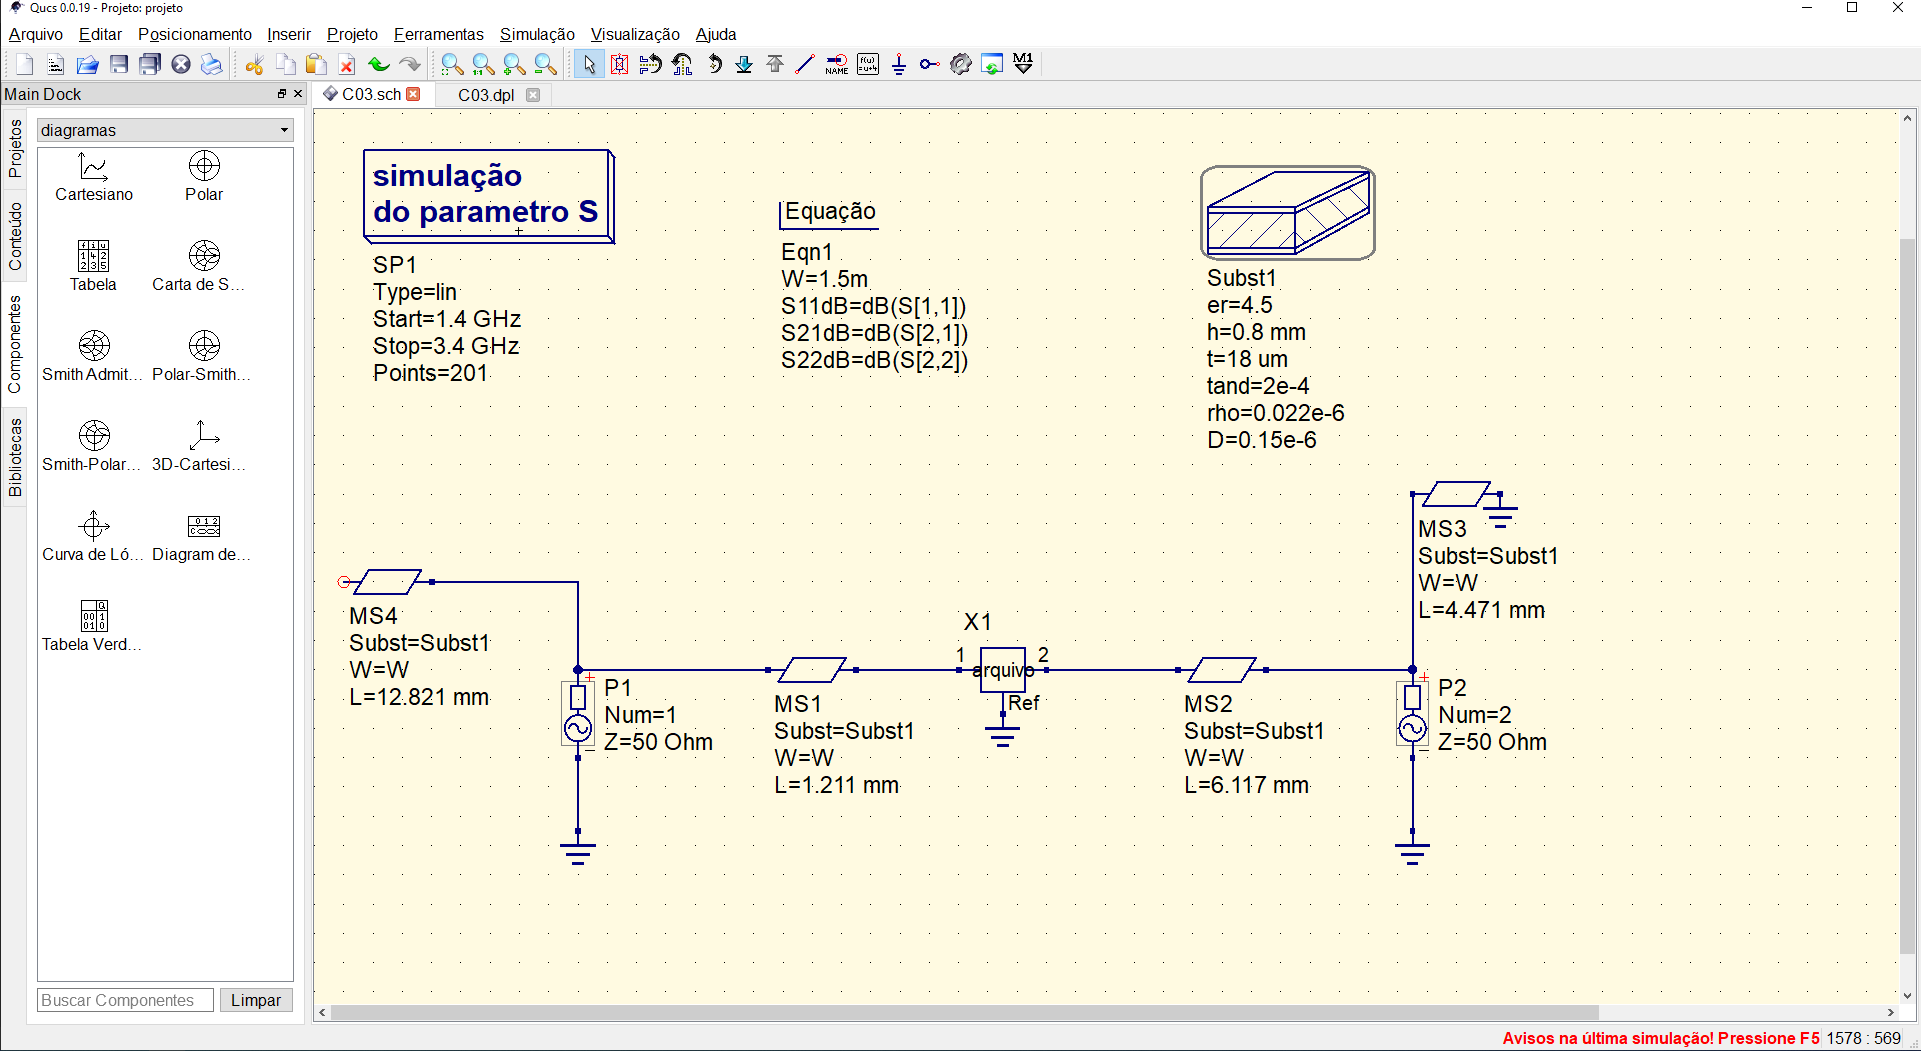 Qucs 0.0.19 - Projeto: projeto
Arquivo Editar Posicionamento Inserir Projeto Ferramentas Simulação Visualização Ajuda
1:1
NAME
f(u)
=u+4
M1
Main Dock
C03.sch
C03.dpl
Projetos
Conteúdo
Componentes
Bibliotecas
diagramas
Cartesiano
Polar
Tabela
Carta de S...
Smith Admit...
Polar-Smith...
Smith-Polar...
3D-Cartesi...
Curva de Ló...
Diagram de...
Tabela Verd...
Buscar Componentes
Limpar
simulação
do parametro S
SP1
Type=lin
Start=1.4 GHz
Stop=3.4 GHz
Points=201
Equação
Eqn1
W=1.5m
S11dB=dB(S[1,1])
S21dB=dB(S[2,1])
S22dB=dB(S[2,2])
Subst1
er=4.5
h=0.8 mm
t=18 um
tand=2e-4
rho=0.022e-6
D=0.15e-6
MS3
Subst=Subst1
W=W
L=4.471 mm
MS4
Subst=Subst1
W=W
L=12.821 mm
P1
Num=1
Z=50 Ohm
MS1
Subst=Subst1
W=W
L=1.211 mm
X1
1
arquivo
2
Ref
MS2
Subst=Subst1
W=W
L=6.117 mm
P2
Num=2
Z=50 Ohm
Avisos na última simulação! Pressione F5
1578 : 569